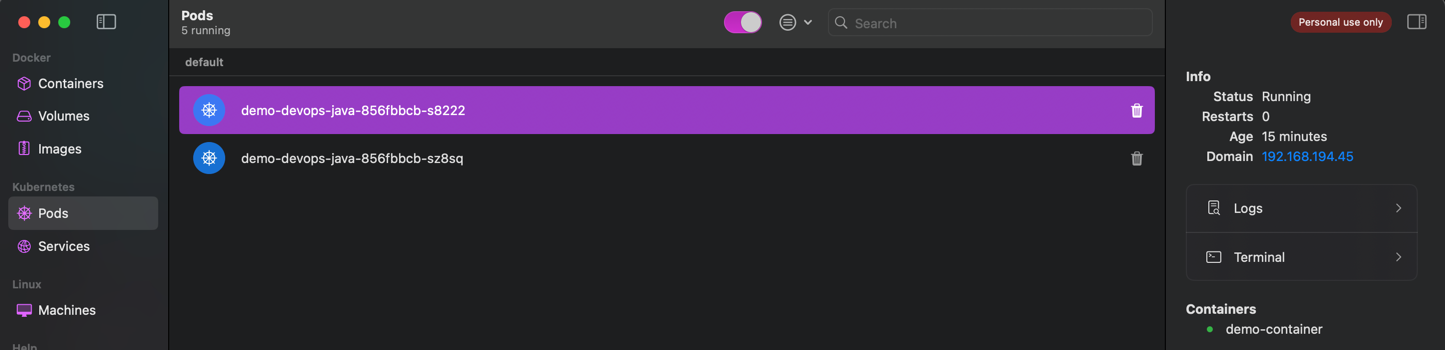 Docker
Containers
Volumes
Images
Kubernetes
Pods
Services
Linux
Machines
Help
Pods
5 running
Search
default
demo-devops-java-856fbbcb-s8222
demo-devops-java-856fbbcb-sz8sq
Personal use only
Info
Status Running
Restarts 0
Age 15 minutes
Domain 192.168.194.45
Logs
Terminal
Containers
demo-container